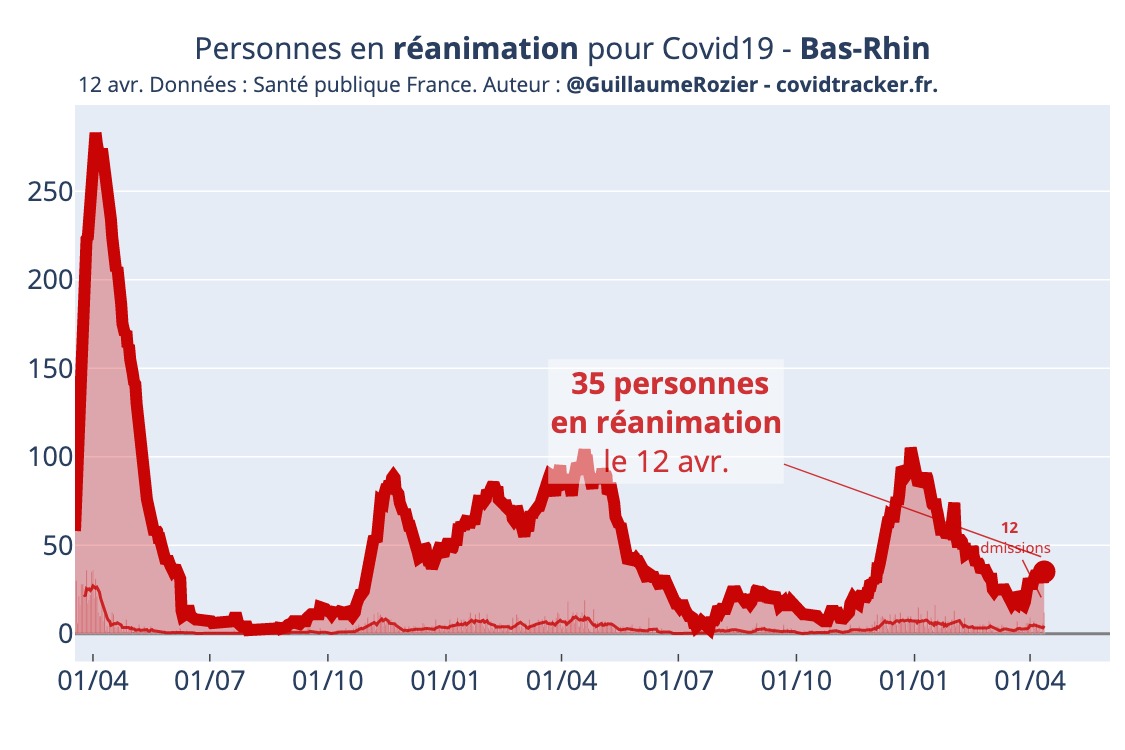 Personnes en réanimation pour Covid19 - Bas-Rhin
12 avr. Données : Santé publique France. Auteur : @GuillaumeRozier - covidtracker.fr.
250
200
150
100
50
0
35 personnes
en réanimation
le 12 avr.
12
dmissions
01/04 01/07 01/10 01/01 01/04 01/07 01/10 01/01 01/04